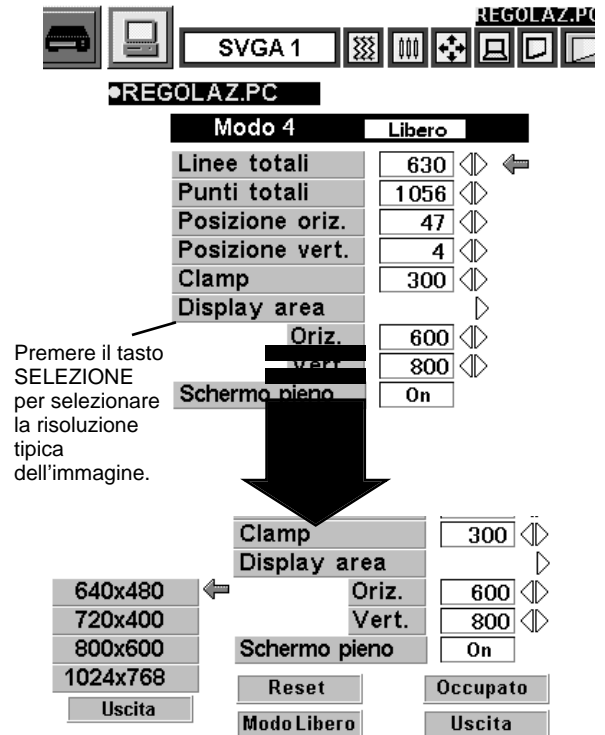 REGOLAZ.PC
SVGA 1
●REGOLAZ.PC
Modo 4 Libero
Linee totali 630
Punti totali 1056
Posizione oriz. 47
Posizione vert. 4
Clamp 300
Display area
Oriz. 600
Vert. 800
Schermo pieno On
Premere il tasto
SELEZIONE
per selezionare
la risoluzione
tipica
dell’immagine.
Clamp 300
Display area
Oriz. 600
Vert. 800
Schermo pieno On
640x480
720x400
800x600
1024x768
Uscita
Reset Occupato
Modo Libero Uscita